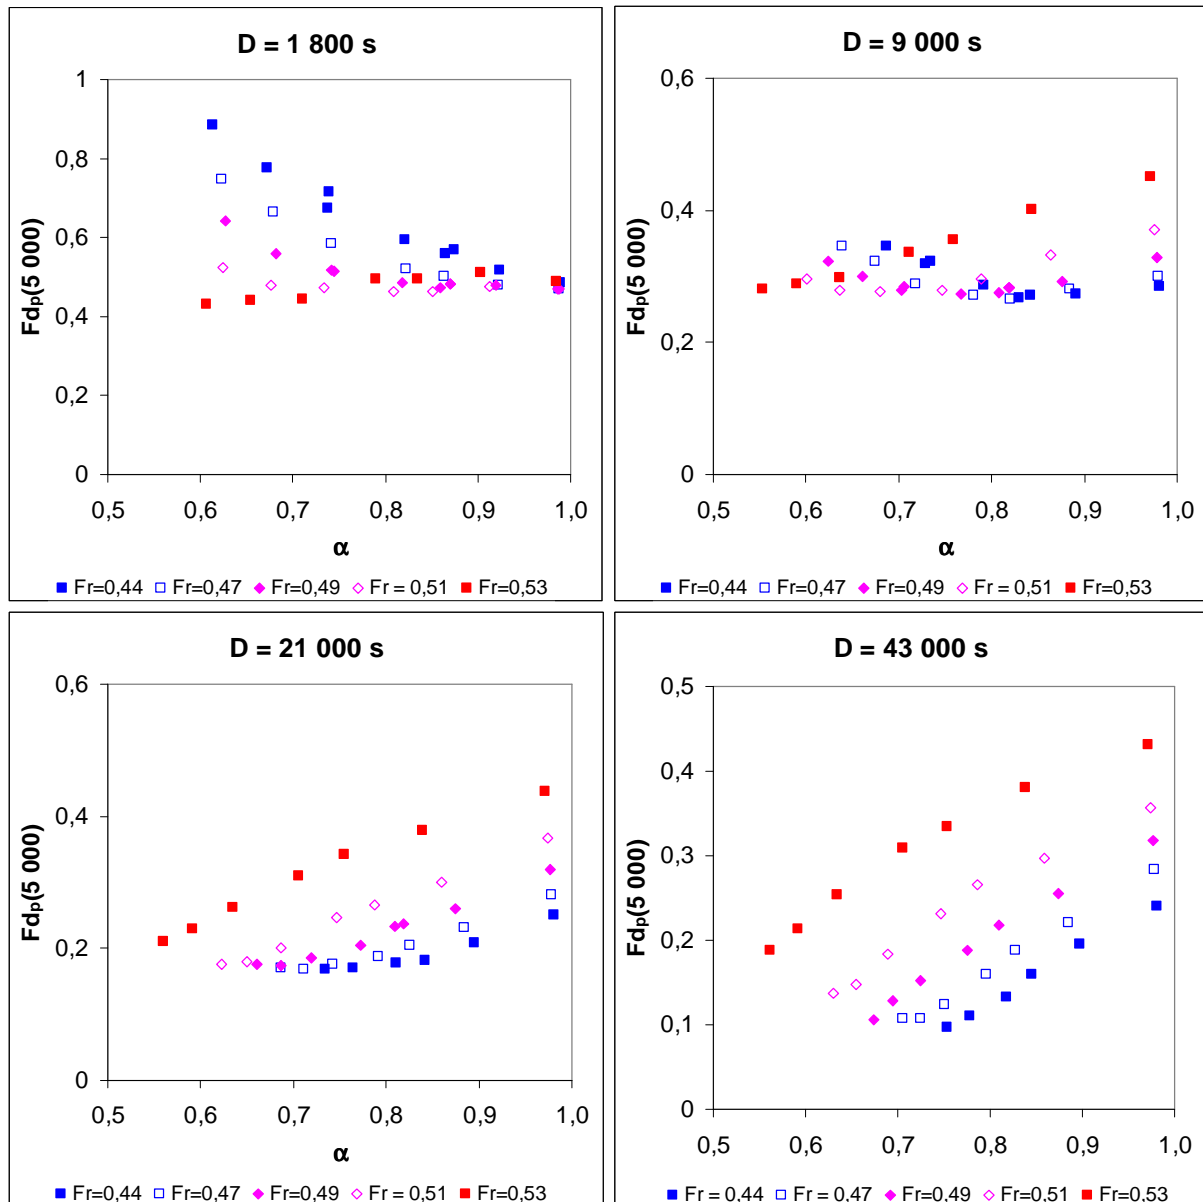 D = 1 800 s
Fdp(5 000)
1
0,8
0,6
0,4
0,2
0
0,5 0,6 0,7 0,8 0,9 1,0
α
Fr=0,44 Fr=0,47 Fr=0,49 Fr = 0,51 Fr=0,53
D = 9 000 s
Fdp(5 000)
0,6
0,4
0,2
0
0,5 0,6 0,7 0,8 0,9 1,0
α
Fr=0,44 Fr=0,47 Fr=0,49 Fr = 0,51 Fr=0,53
D = 21 000 s
Fdp(5 000)
0,6
0,4
0,2
0
0,5 0,6 0,7 0,8 0,9 1,0
α
Fr=0,44 Fr=0,47 Fr=0,49 Fr = 0,51 Fr=0,53
D = 43 000 s
Fdp(5 000)
0,5
0,4
0,3
0,2
0,1
0
0,5 0,6 0,7 0,8 0,9 1,0
Fr = 0,44 Fr = 0,47 Fr=0,49 Fr=0,51 Fr=0,53